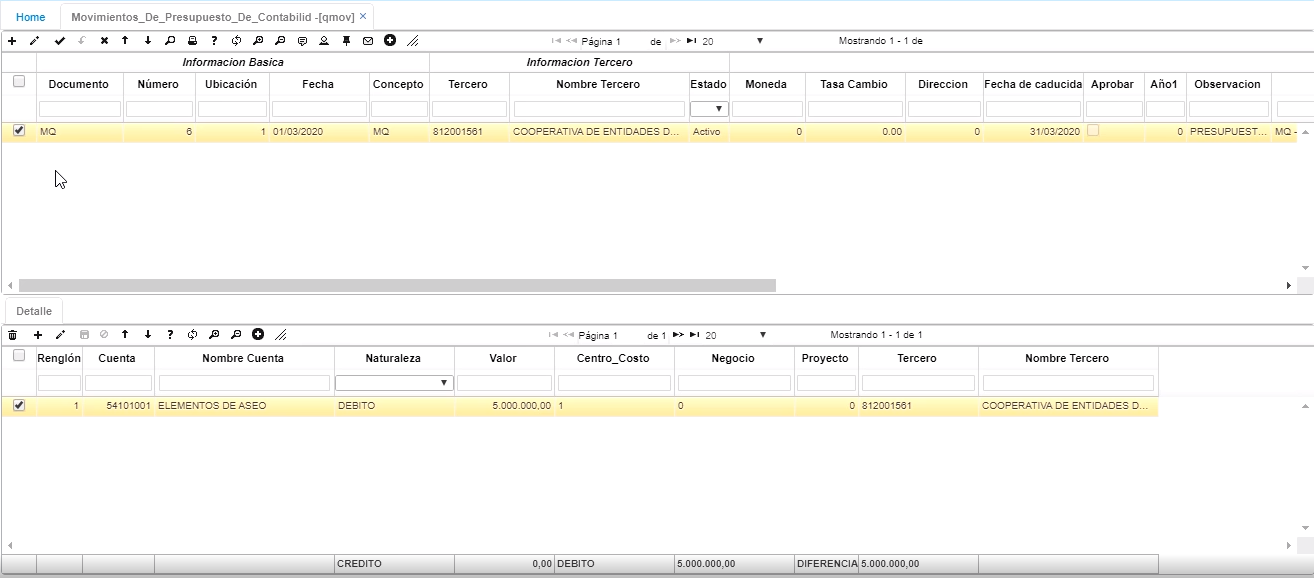 Home Movimientos_De_Presupuesto_De_Contabilid -[qmov] ×
Página 1 de 20 Mostrando 1 - 1 de
Informacion Basica Informacion Tercero
Documento Número Ubicación Fecha Concepto Tercero Nombre Tercero Estado Moneda Tasa Cambio Direccion Fecha de caducida Aprobar Año1 Observacion
MQ 6 1 01/03/2020 MQ 812001561 COOPERATIVA DE ENTIDADES D... Activo 0 0.00 0 31/03/2020 0 PRESUPUEST... MQ -
Detalle
Página 1 de 1 20 Mostrando 1 - 1 de 1
Renglón Cuenta Nombre Cuenta Naturaleza Valor Centro_Costo Negocio Proyecto Tercero Nombre Tercero
1 54101001 ELEMENTOS DE ASEO DEBITO 5.000.000,00 1 0 0 812001561 COOPERATIVA DE ENTIDADES D...
CREDITO 0,00 DEBITO 5.000.000,00 DIFERENCIA 5.000.000,00